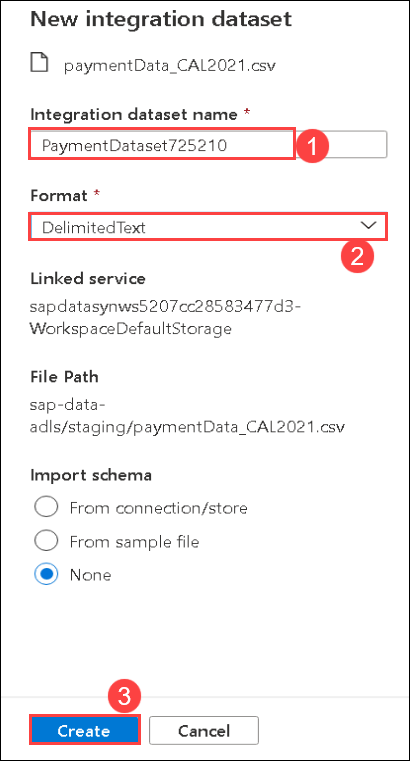 New integration dataset
paymentData_CAL2021.csv
Integration dataset name *
PaymentDataset725210
1
Format *
DelimitedText
2
Linked service
sapdatasynws5207cc28583477d3-
WorkspaceDefaultStorage
File Path
sap-data-
adls/staging/paymentData_CAL2021.csv
Import schema
From connection/store
From sample file
None
3
Create
Cancel